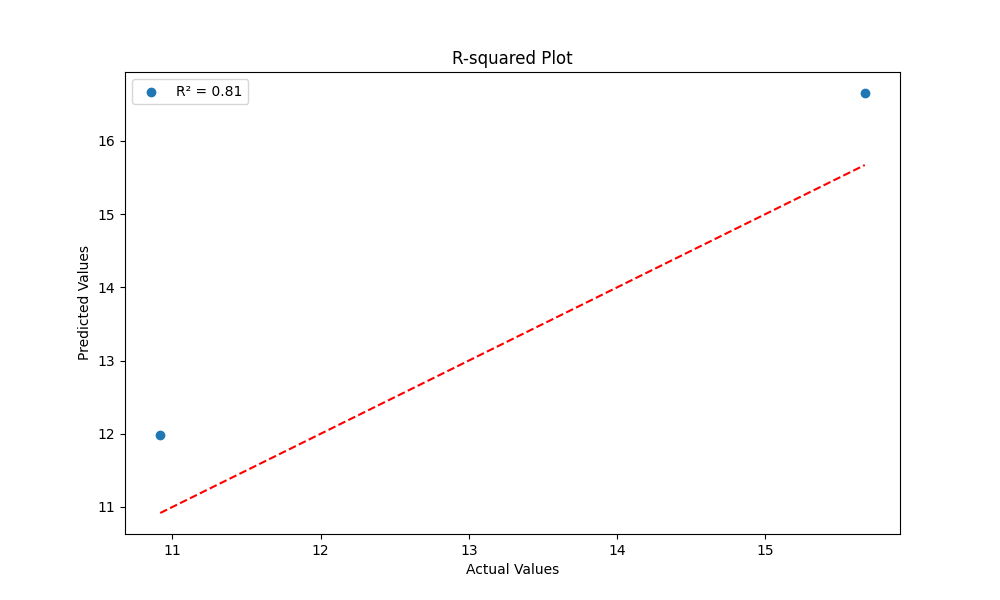 R-squared Plot
R² = 0.81
Predicted Values
16
15
14
13
12
11
11 12 13 14 15
Actual Values